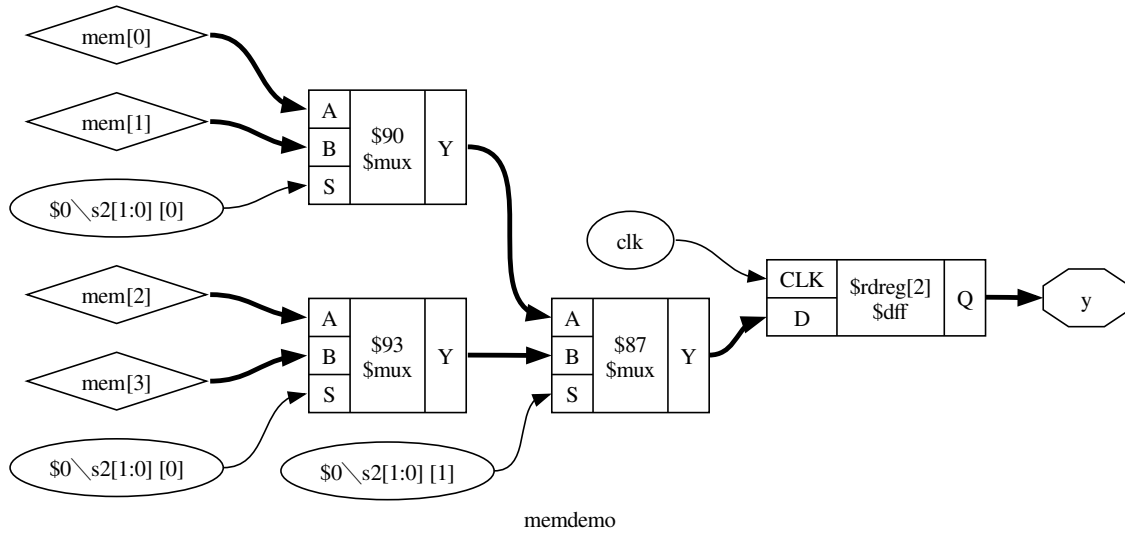 mem[0]
mem[1]
$0\s2[1:0] [0]
A
B
S
$90
$mux
Y
mem[2]
mem[3]
$0\s2[1:0] [0]
A
B
S
$93
$mux
Y
$0\s2[1:0] [1]
A
B
S
$87
$mux
Y
clk
CLK
D
$rdreg[2]
$dff
Q
y
memdemo